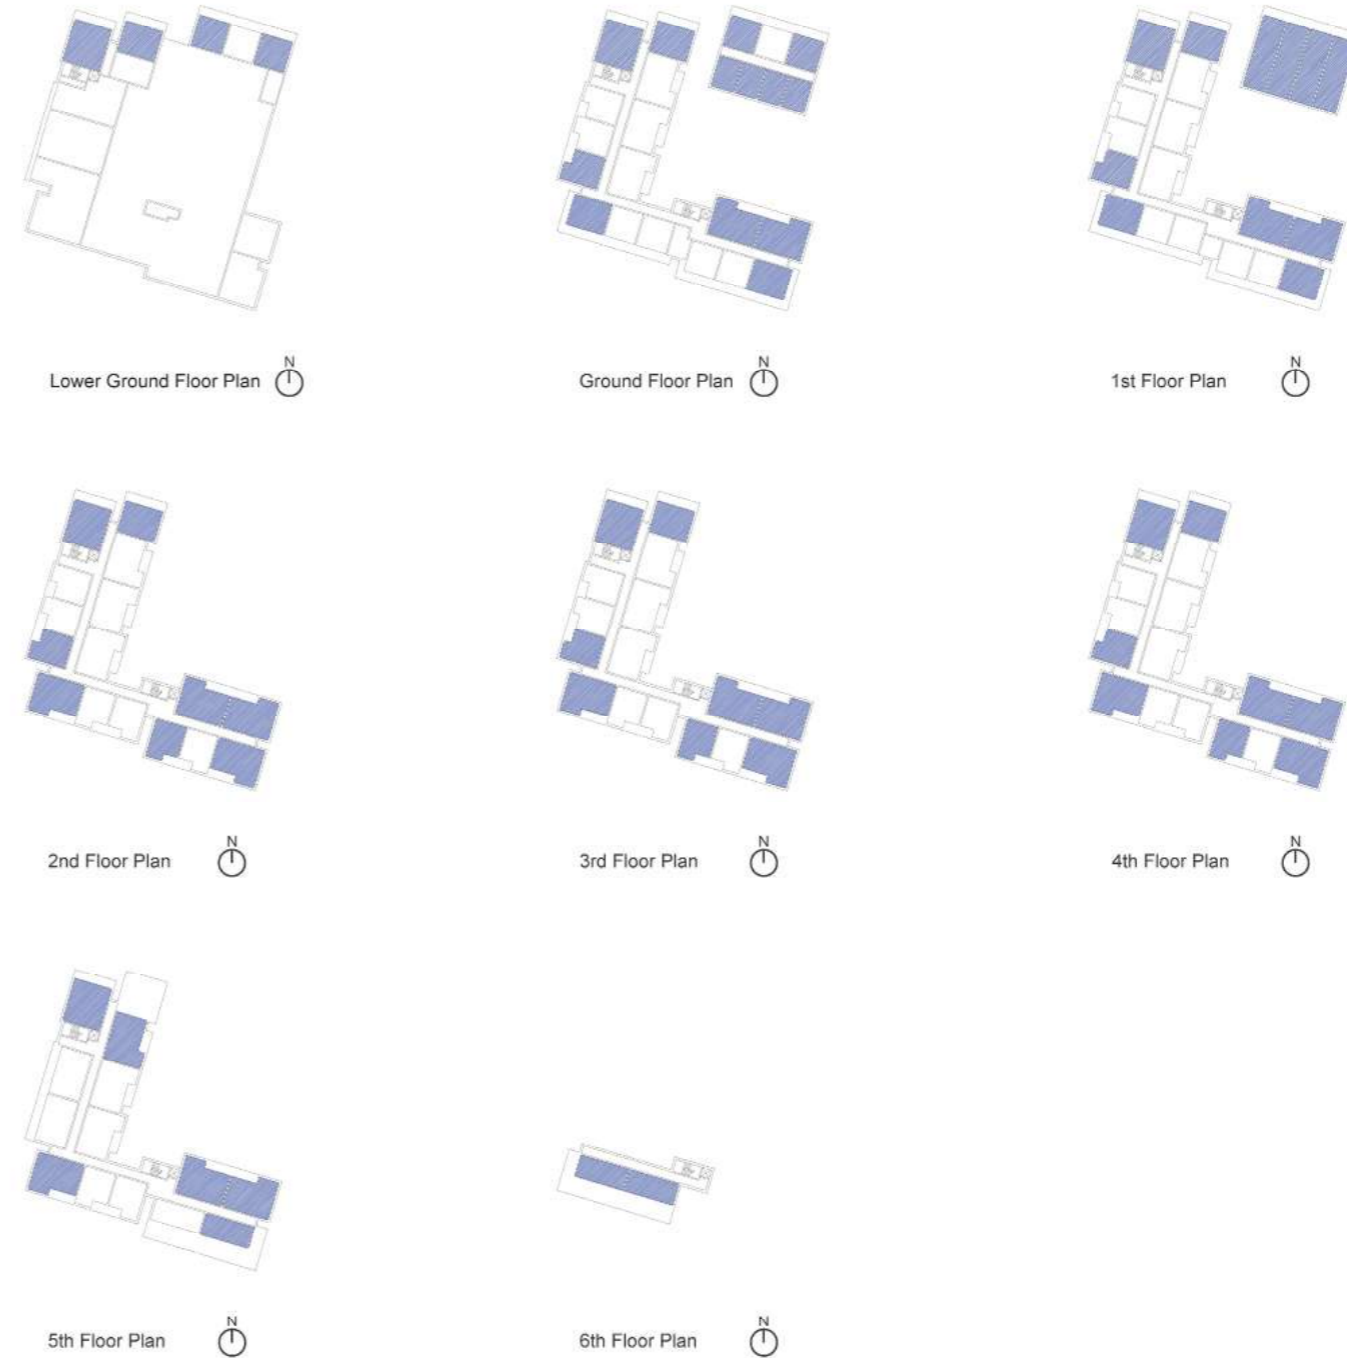 N
Lower Ground Floor Plan
N
Ground Floor Plan
N
1st Floor Plan
N
2nd Floor Plan
N
3rd Floor Plan
N
4th Floor Plan
N
5th Floor Plan
N
6th Floor Plan